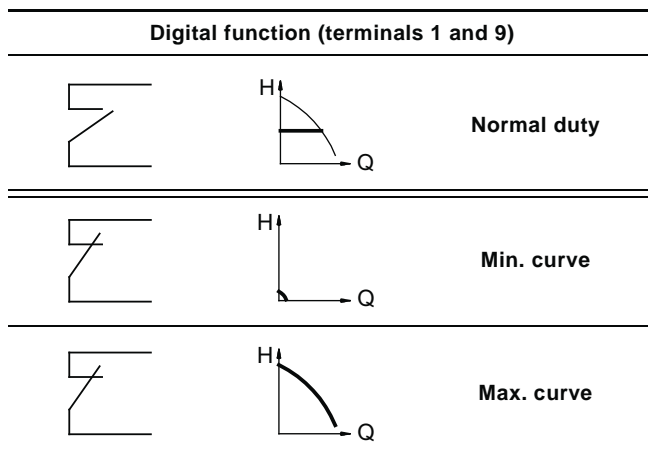 Digital function (terminals 1 and 9)
H
Q
Normal duty
H
Q
Min. curve
H
Q
Max. curve